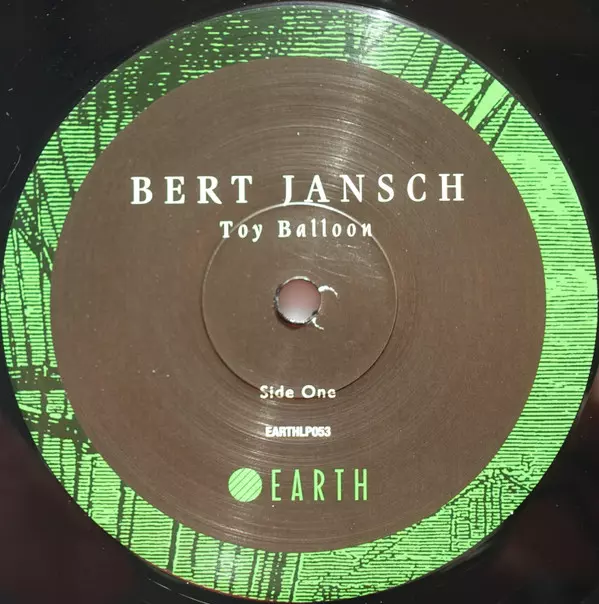 BERT JANSCH
Toy Balloon
Side One
EARTHLP053
EARTH